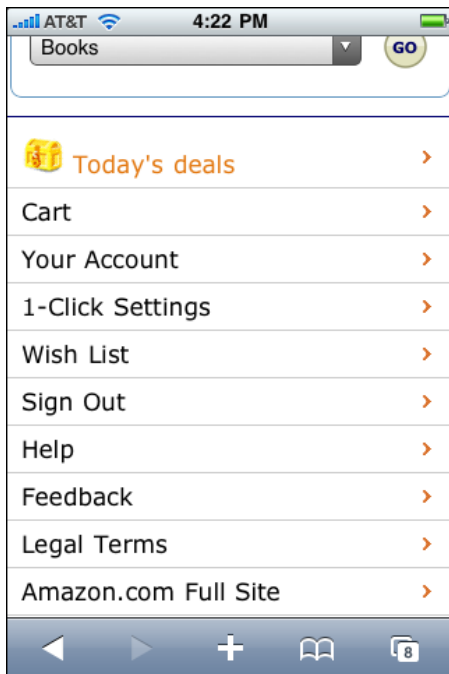 AT&T 4:22 PM
Books GO
Today's deals
Cart
Your Account
1-Click Settings
Wish List
Sign Out
Help
Feedback
Legal Terms
Amazon.com Full Site
8